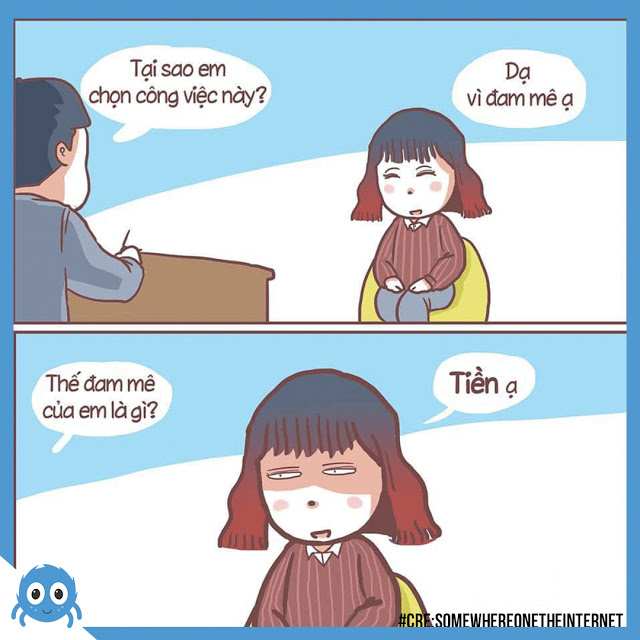 Tại sao em
chọn công việc này?
Dạ
vì đam mê ạ
Thế đam mê
của em là gì?
Tiền ạ
#CRE:SOMEWHEREONETHEINTERNET